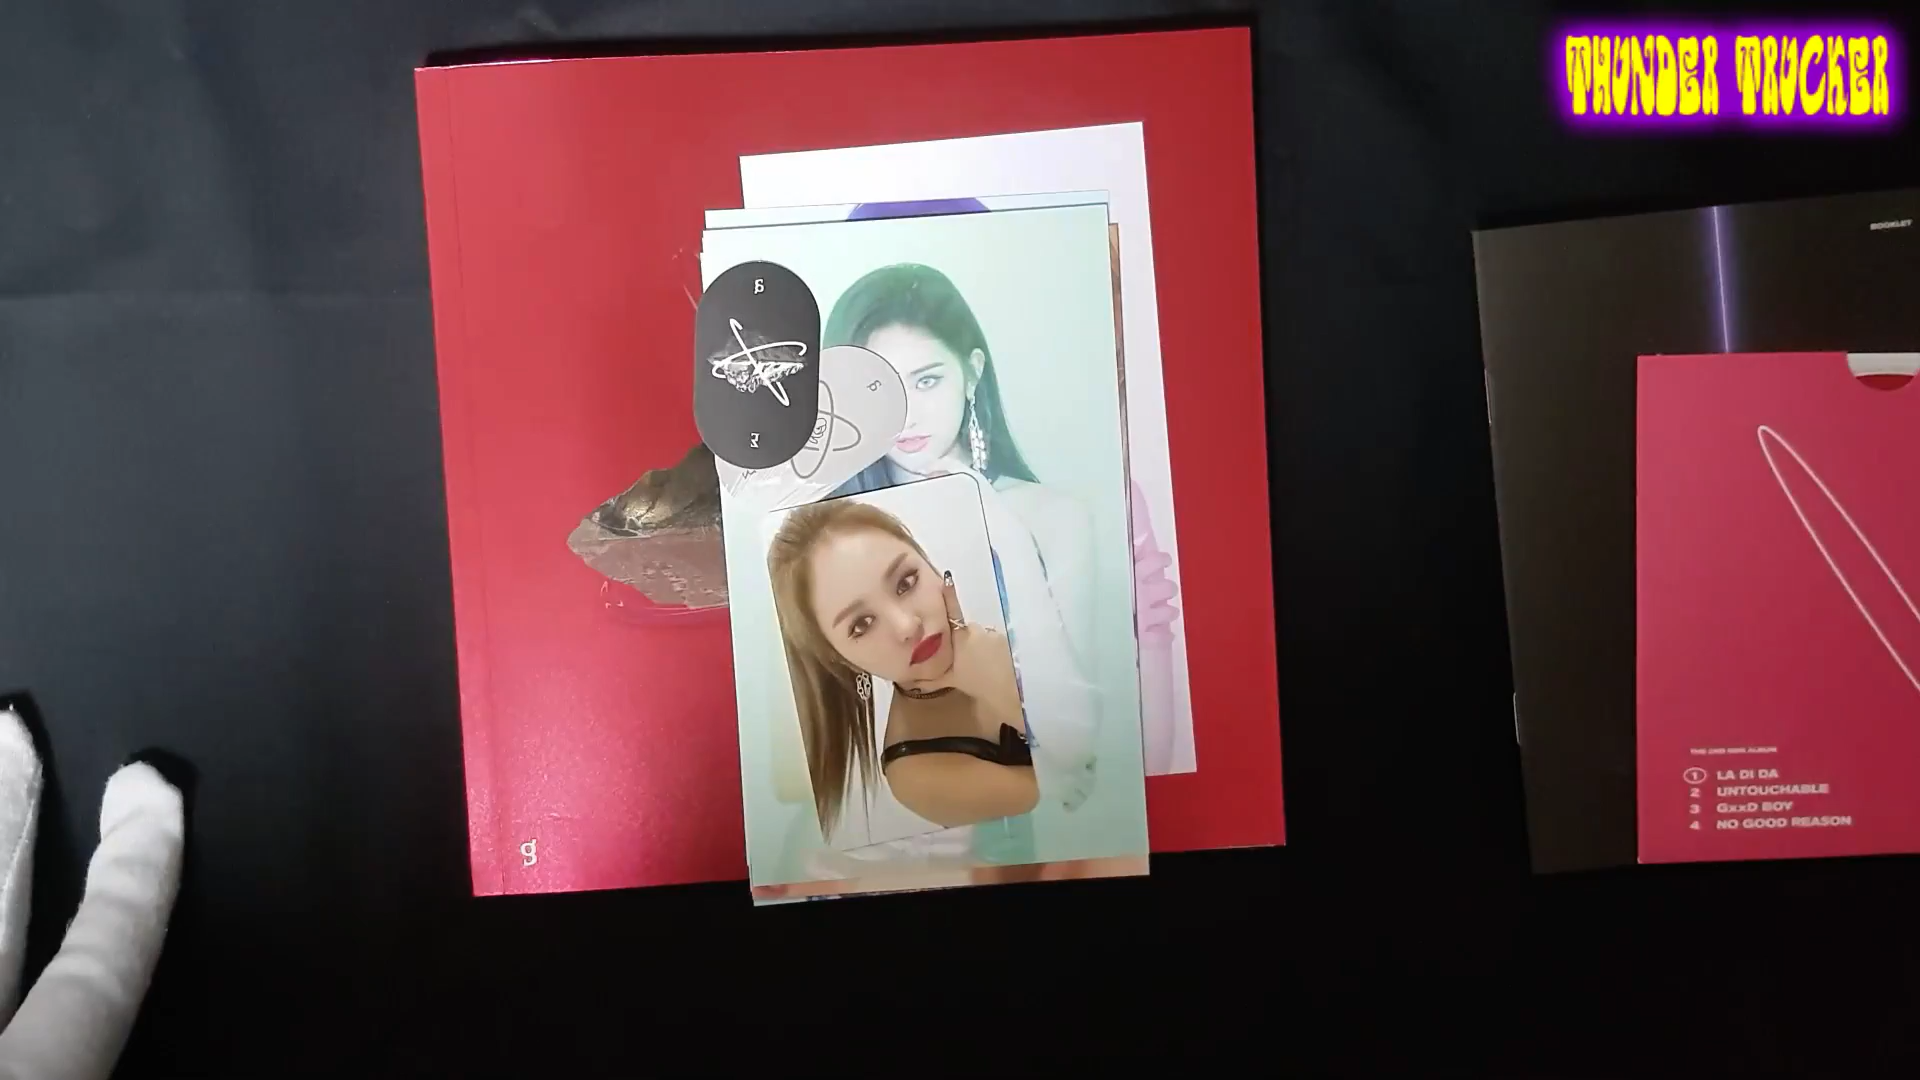 THUNDER TRUCKER
BOOKLET
g
THE 2ND MINI ALBUM
1 LA DI DA
2 UNTOUCHABLE
3 GxxD BOY
4 NO GOOD REASON